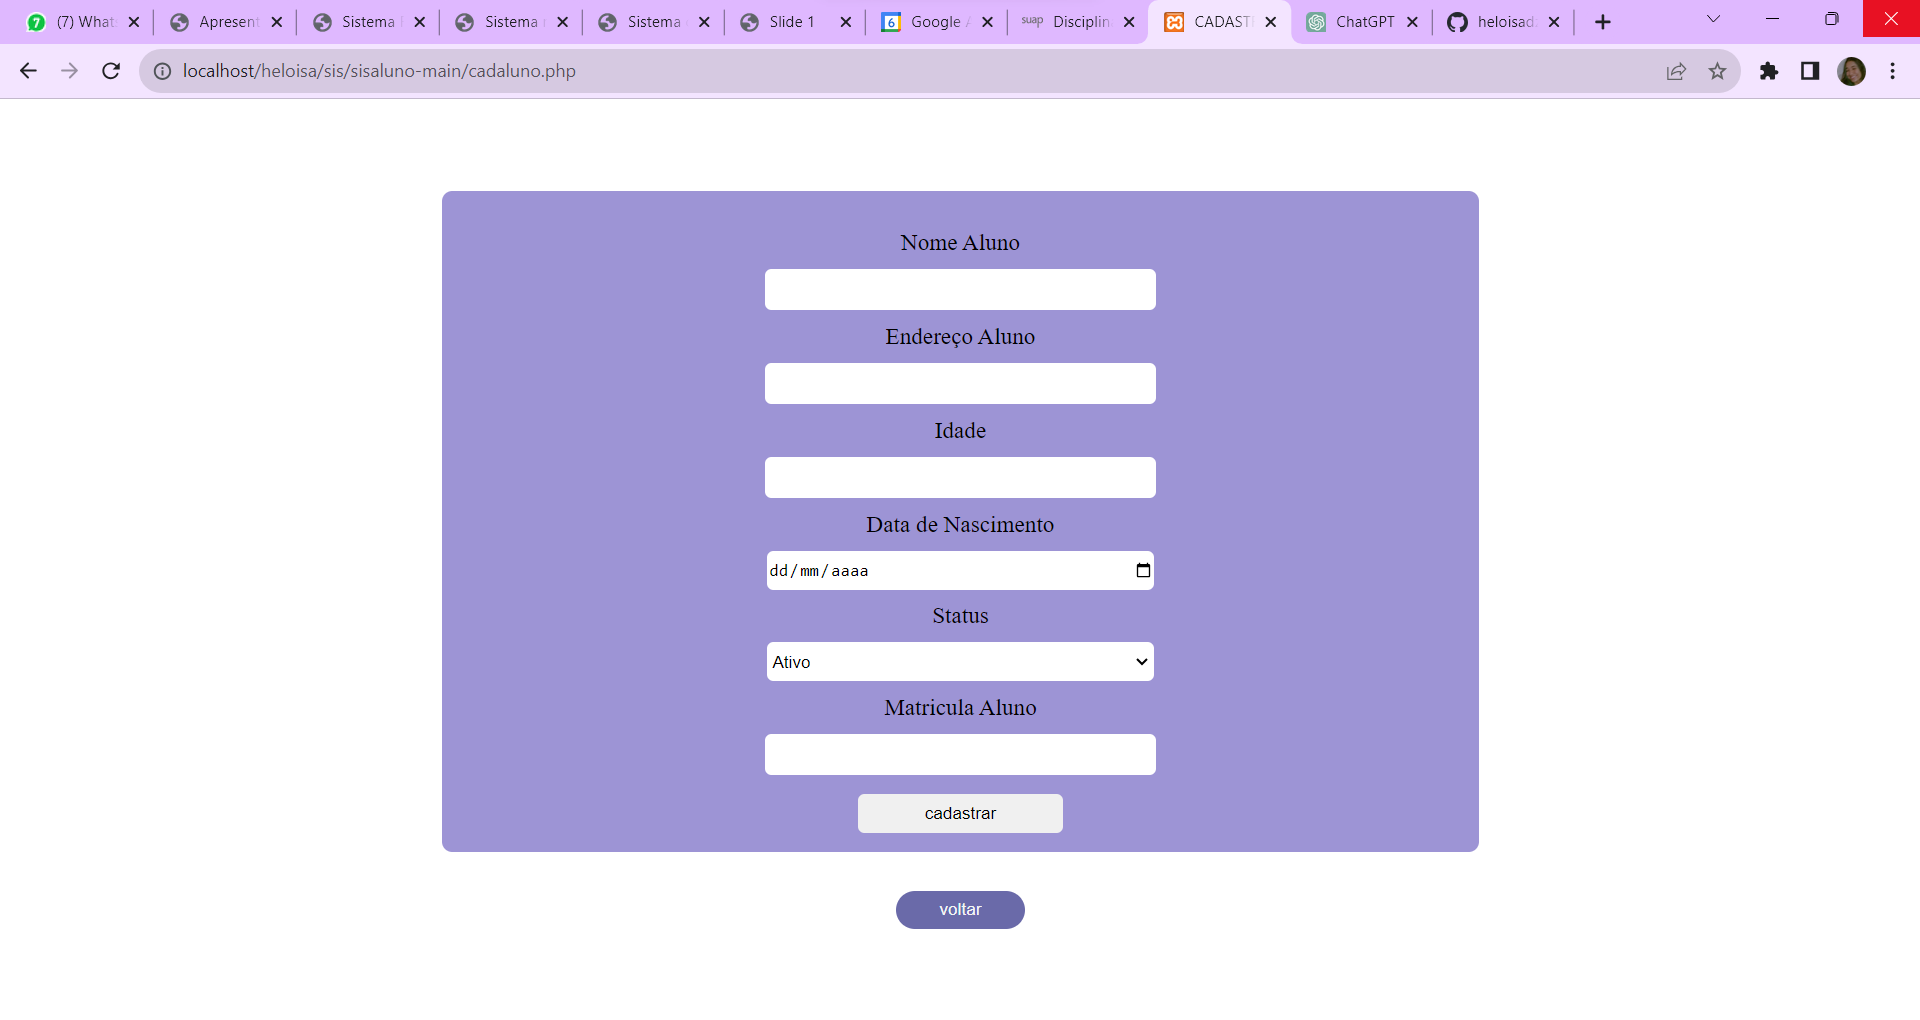 7 (7) What
Apresent
Sistema
Sistema
Sistema
Slide 1
6 Google
suap Disciplin
CADAST
ChatGPT
heloisad
localhost/heloisa/sis/sisaluno-main/cadaluno.php
Nome Aluno
Endereço Aluno
Idade
Data de Nascimento
dd/mm/aaaa
Status
Ativo
Matricula Aluno
cadastrar
voltar